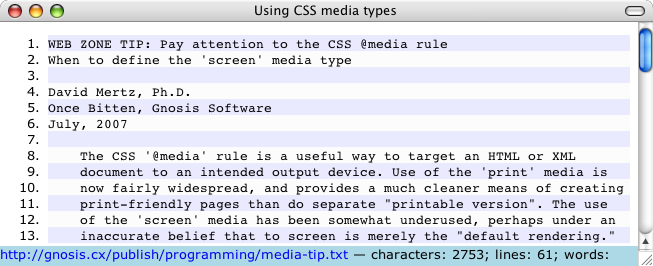 Using CSS media types
1. WEB ZONE TIP: Pay attention to the CSS @media rule
2. When to define the 'screen' media type
3.
4. David Mertz, Ph.D.
5. Once Bitten, Gnosis Software
6. July, 2007
7.
8. The CSS '@media' rule is a useful way to target an HTML or XML
9. document to an intended output device. Use of the 'print' media is
10. now fairly widespread, and provides a much cleaner means of creating
11. print-friendly pages than do separate "printable version". The use
12. of the 'screen' media has been somewhat underused, perhaps under an
13. inaccurate belief that to screen is merely the "default rendering."
http://gnosis.cx/publish/programming/media-tip.txt — characters: 2753; lines: 61; words: